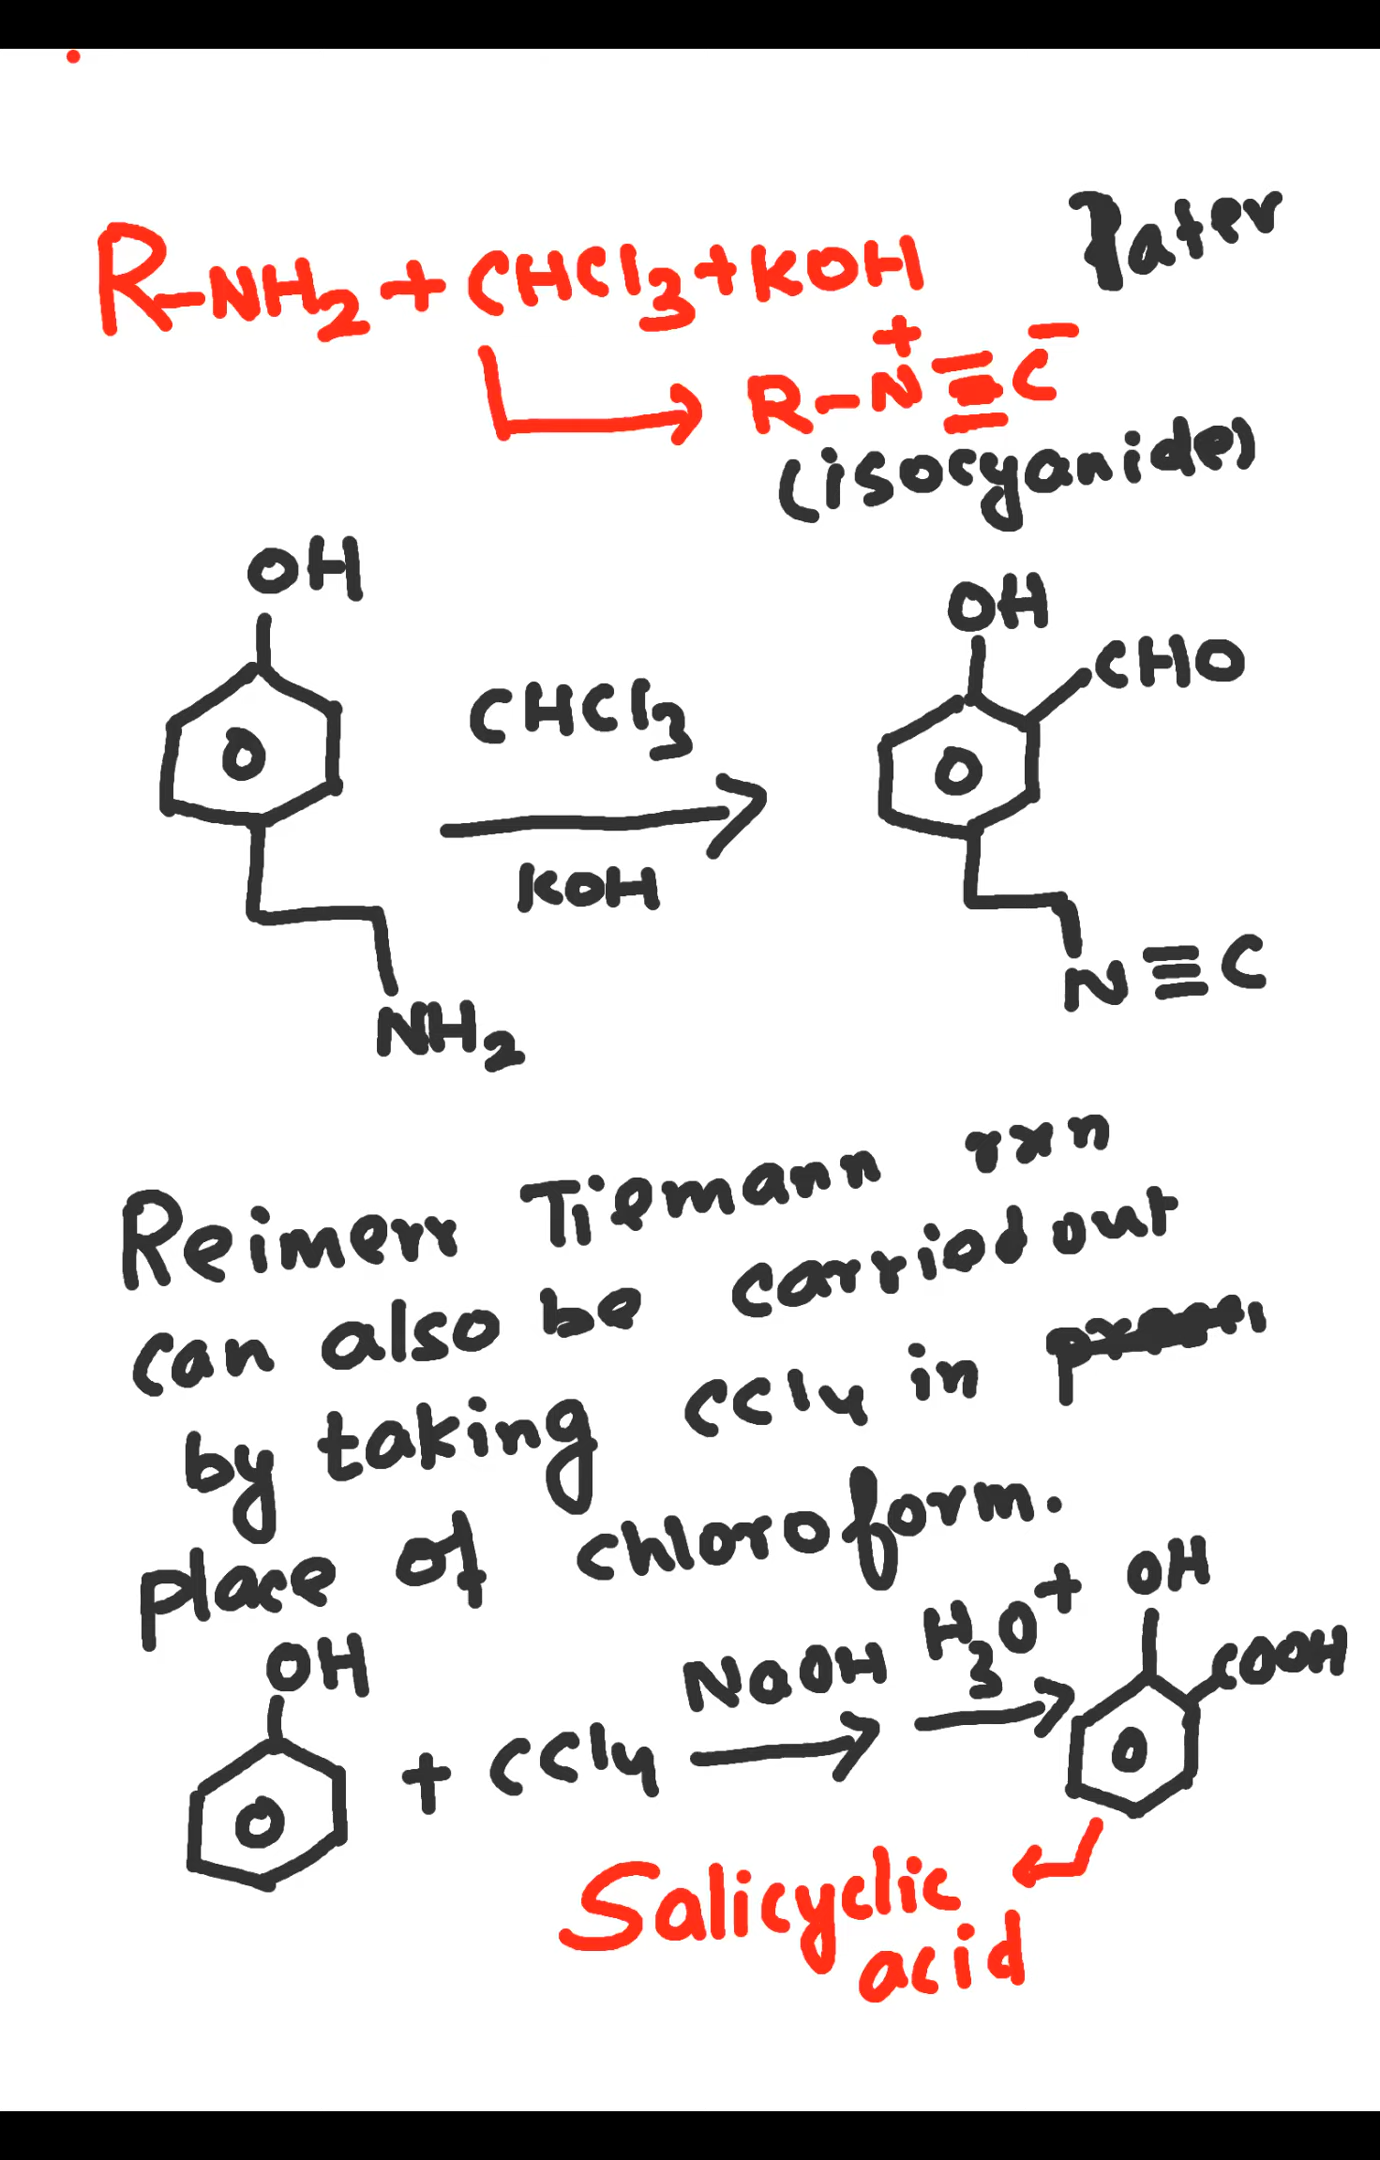 R-NH2 + CHCl3 + KOH
later
R-N≡C
+ -
(isocyanide)
OH
CHCl3
KOH
NH2
OH
CHO
N≡C
Reimerr Tiemann rxn
can also be carried out
by taking CCl4 in
place of chloroform.
OH
+ CCl4
NaOH
H3O+
OH
COOH
Salicyclic
acid